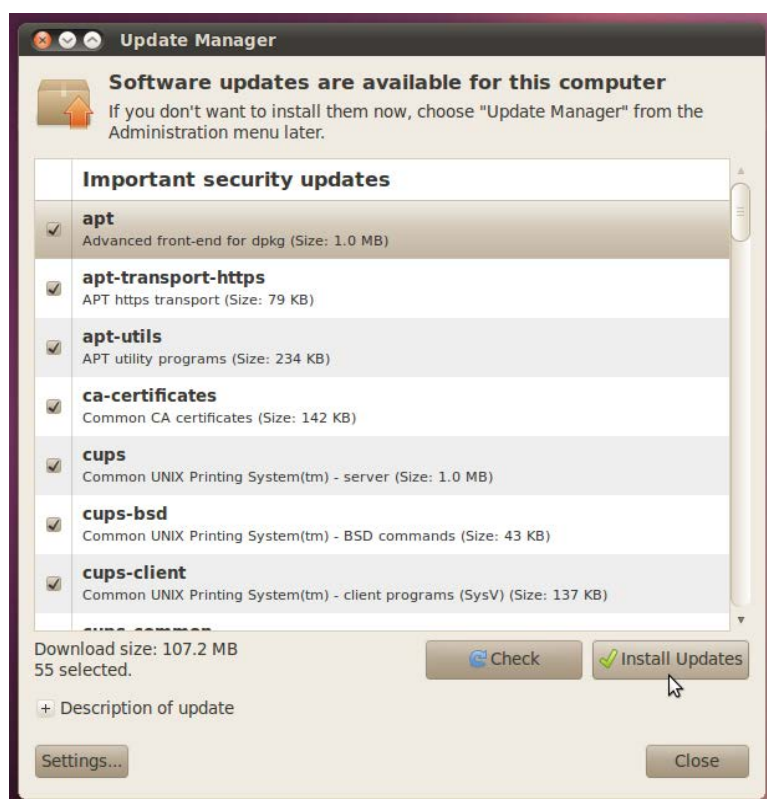 Update Manager
Software updates are available for this computer
If you don't want to install them now, choose "Update Manager" from the
Administration menu later.
Important security updates
apt
Advanced front-end for dpkg (Size: 1.0 MB)
apt-transport-https
APT https transport (Size: 79 KB)
apt-utils
APT utility programs (Size: 234 KB)
ca-certificates
Common CA certificates (Size: 142 KB)
cups
Common UNIX Printing System(tm) - server (Size: 1.0 MB)
cups-bsd
Common UNIX Printing System(tm) - BSD commands (Size: 43 KB)
cups-client
Common UNIX Printing System(tm) - client programs (SysV) (Size: 137 KB)
cups-common
Download size: 107.2 MB
55 selected.
Check
Install Updates
+ Description of update
Settings...
Close